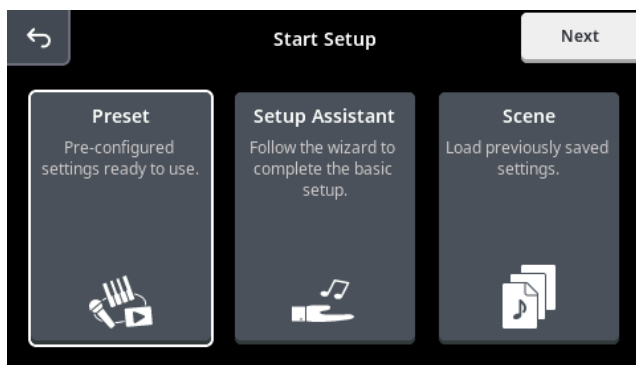 Start Setup
Next
Preset
Pre-configured
settings ready to use.
Setup Assistant
Follow the wizard to
complete the basic
setup.
Scene
Load previously saved
settings.